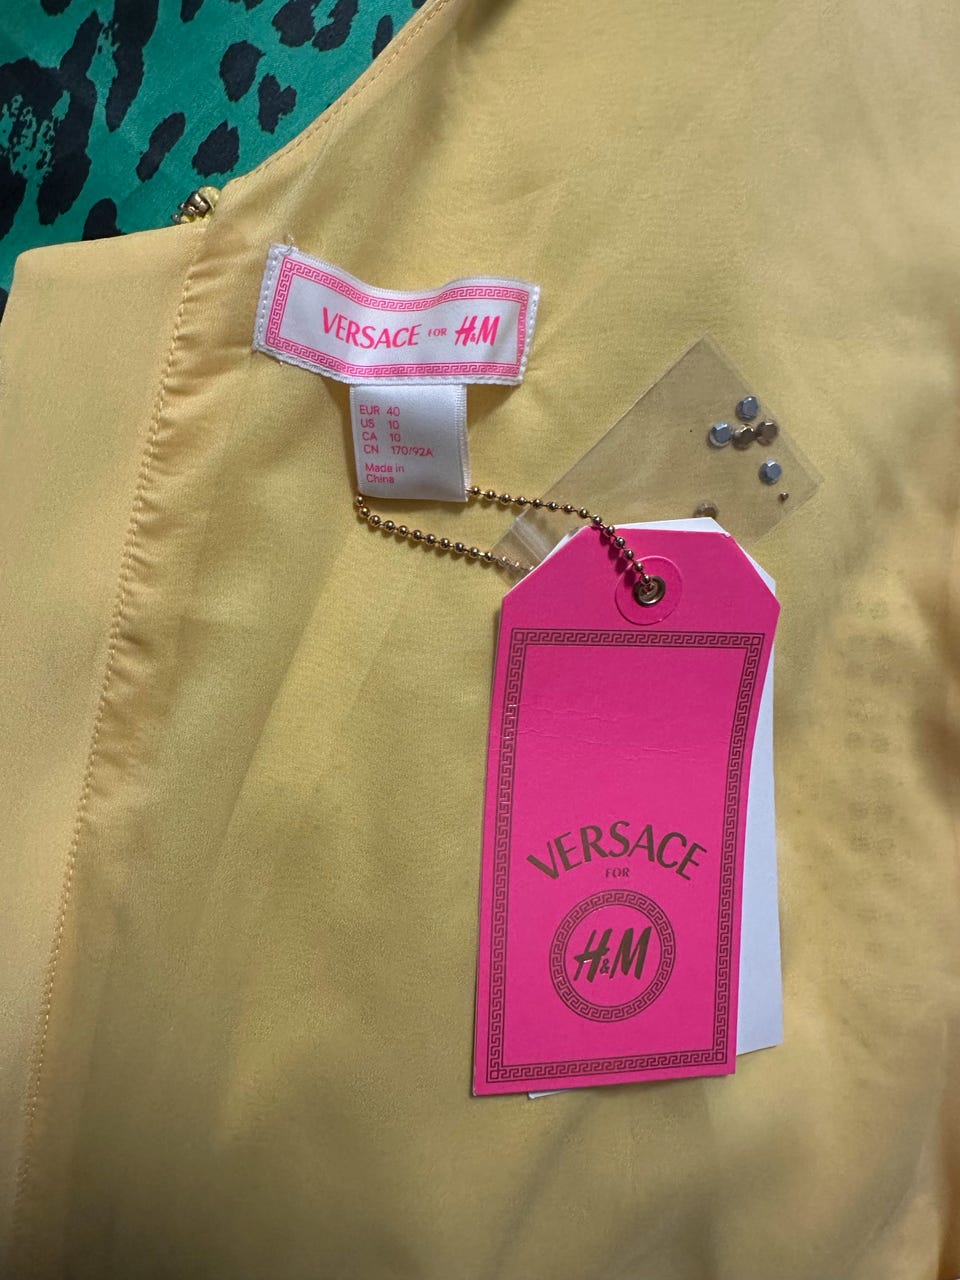 VERSACE FOR H&M
EUR 40
US 10
CA 10
CN 170/92A
Made in
China
VERSACE
FOR
H&M